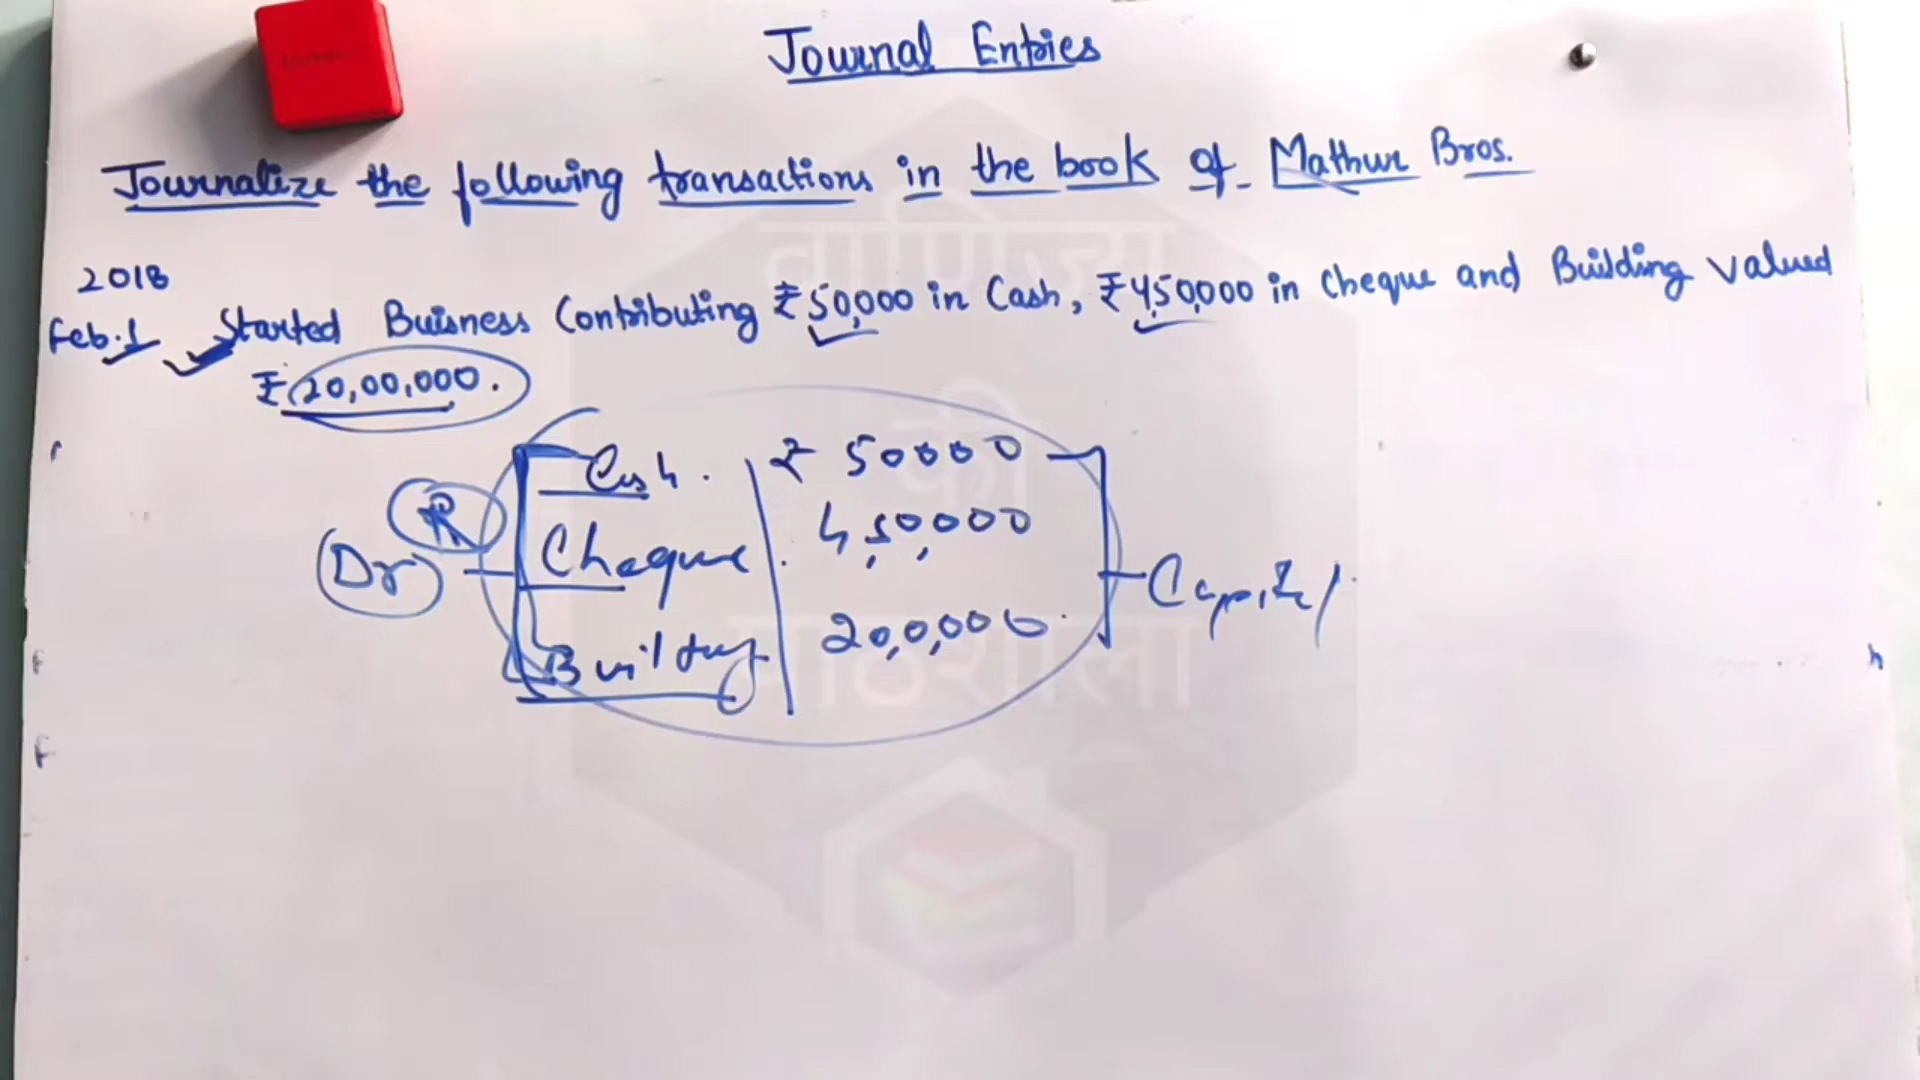 Journal Entries
Journalize the following transactions in the book of Mathur Bros.
2018
Feb.1 Started Buisness Contributing ₹50,000 in Cash, ₹4,50,000 in Cheque and Building valued
₹20,00,000.
Cash. ₹ 50000
Dr Cheque 4,50,000 Capital
Building 20,0,000
वाणिज्य
की
पाठशाला